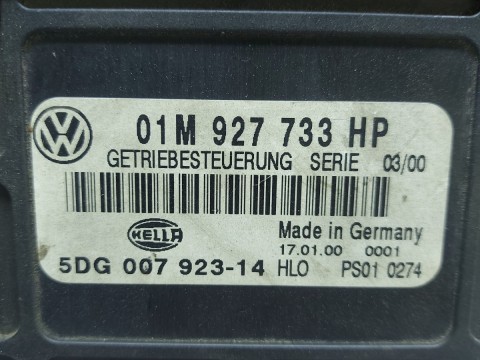 VW
01M 927 733 HP
GETRIEBESTEUERUNG SERIE 03/00
HELLA
Made in Germany
17.01.00 0001
5DG 007 923-14 HLO PS01 0274